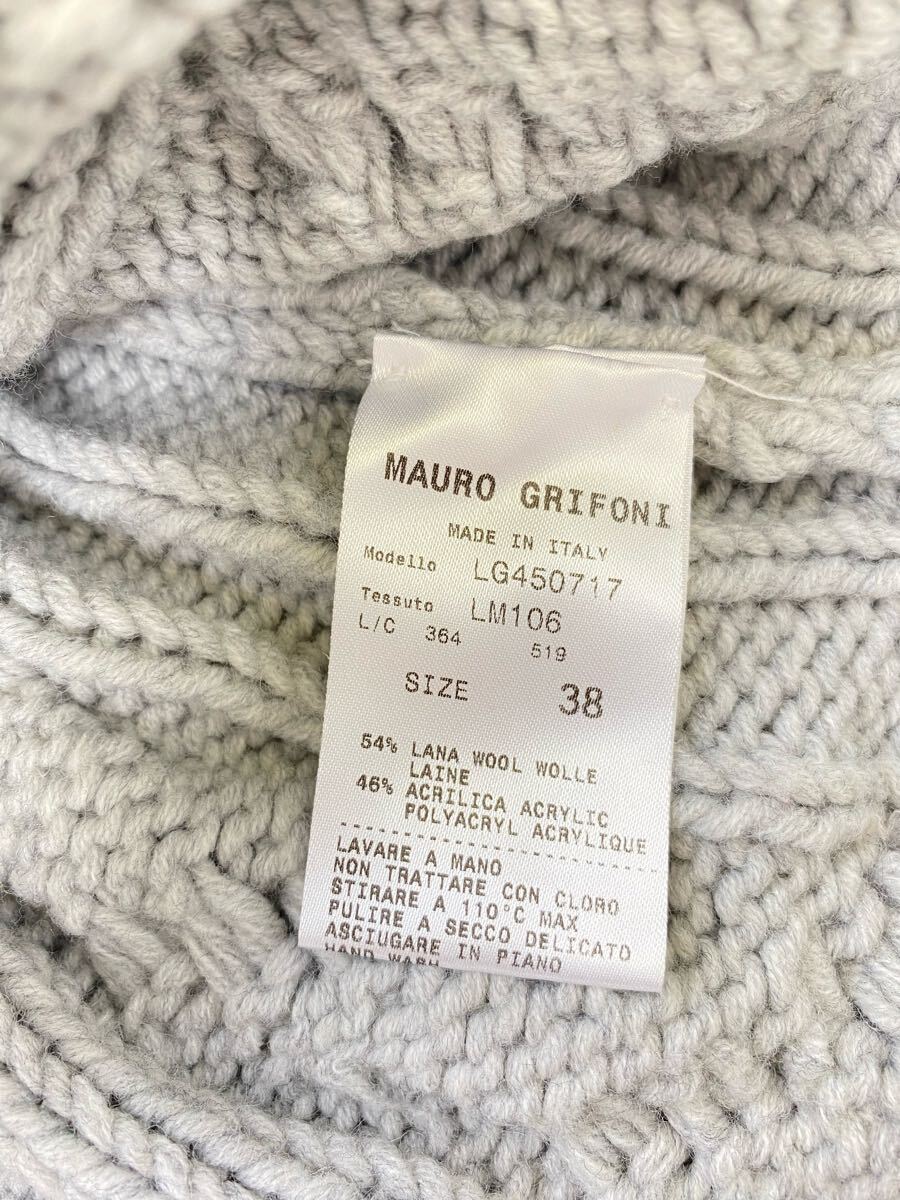 MAURO GRIFONI
MADE IN ITALY
Modello LG450717
Tessuto LM106
L/C 364 519
SIZE 38
54% LANA WOOL WOLLE
LAINE
46% ACRILICA ACRYLIC
POLYACRYL ACRYLIQUE
LAVARE A MANO
NON TRATTARE CON CLORO
STIRARE A 110°C MAX
PULIRE A SECCO DELICATO
ASCIUGARE IN PIANO
HAND WASH